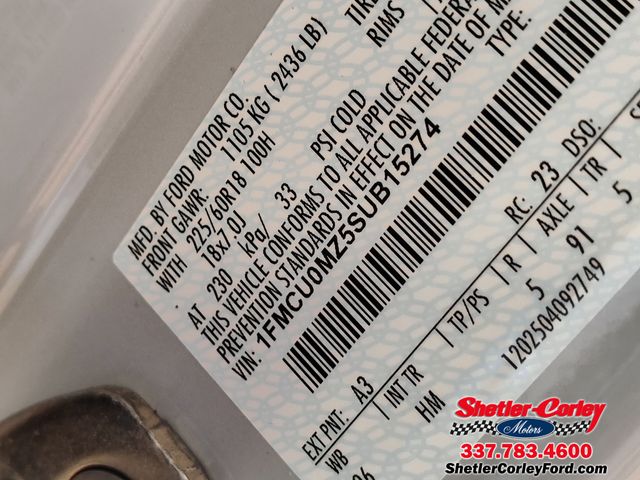 MFD. BY FORD MOTOR CO.
FRONT GAWR: 1105 KG ( 2436 LB)
WITH 225/60R18 100H TIRE
18x7.0J RIMS
AT 230 kPa/ 33 PSI COLD
THIS VEHICLE CONFORMS TO ALL APPLICABLE FEDERAL
PREVENTION STANDARDS IN EFFECT ON THE DATE OF M
VIN: 1FMCU0MZ5SUB15274 TYPE:
EXT PNT: A3 RC: 23 DSO:
WB INT TR TP/PS R AXLE TR
06 HM 5 91 5
1202504092749
Shetler-Corley
Motors
337.783.4600
ShetlerCorleyFord.com